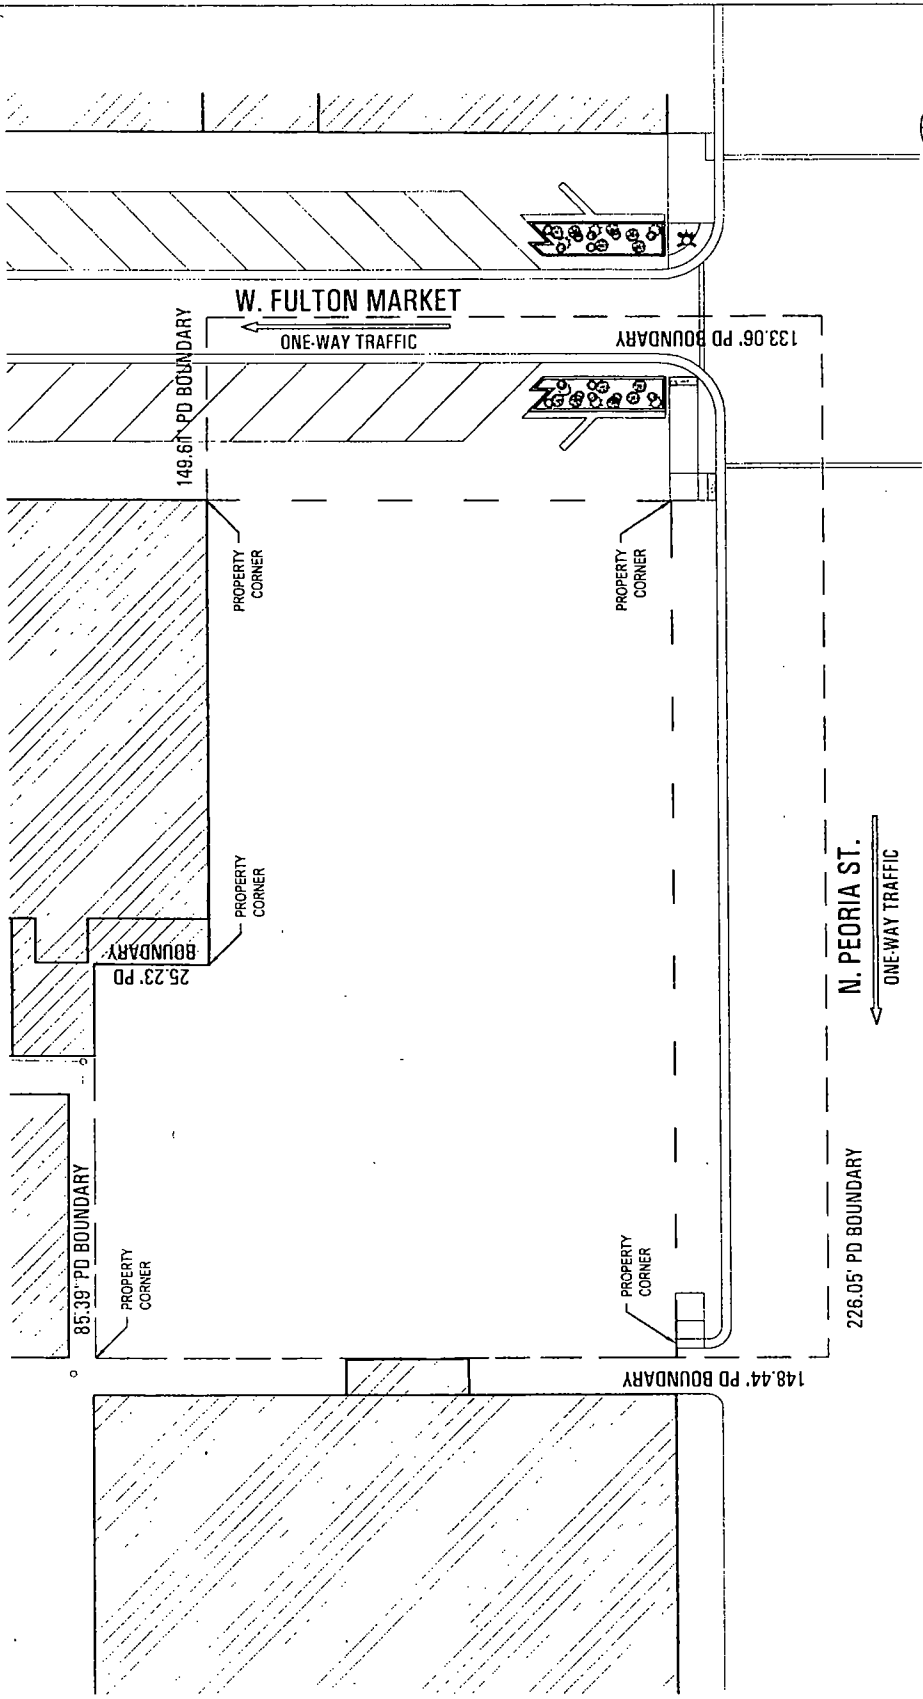 W. FULTON MARKET
ONE-WAY TRAFFIC
133.06' PD BOUNDARY
149.61' PD BOUNDARY
PROPERTY
CORNER
PROPERTY
CORNER
PROPERTY
CORNER
25.23' PD
BOUNDARY
N. PEORIA ST.
ONE-WAY TRAFFIC
85.39' PD BOUNDARY
PROPERTY
CORNER
PROPERTY
CORNER
226.05' PD BOUNDARY
148.44' PD BOUNDARY